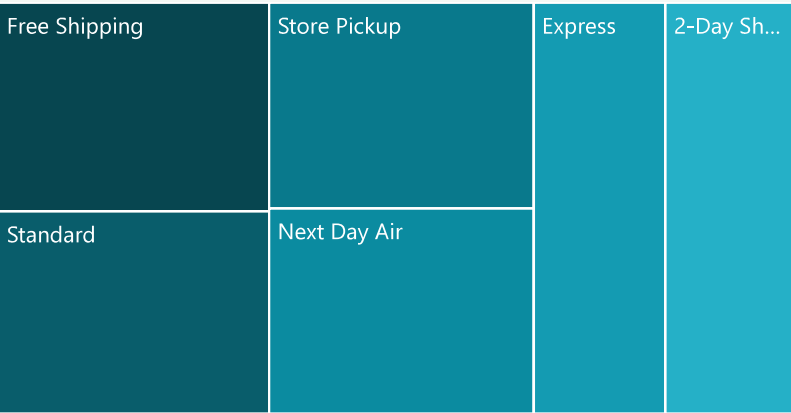 Free Shipping
Standard
Store Pickup
Next Day Air
Express
2-Day Sh...